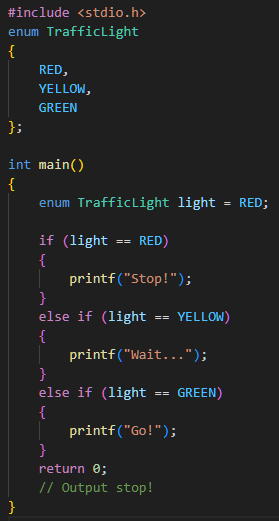 #include <stdio.h>
enum TrafficLight
{
    RED,
    YELLOW,
    GREEN
};

int main()
{
    enum TrafficLight light = RED;

    if (light == RED)
    {
        printf("Stop!");
    }
    else if (light == YELLOW)
    {
        printf("Wait...");
    }
    else if (light == GREEN)
    {
        printf("Go!");
    }
    return 0;
    // Output stop!
}